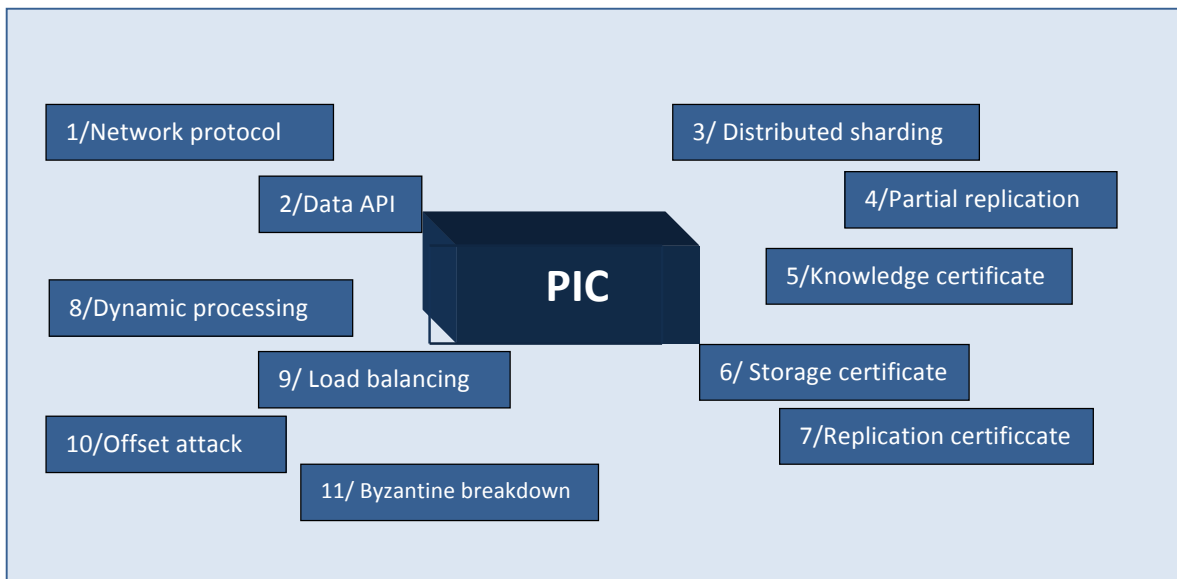 1/Network protocol
3/ Distributed sharding
2/Data API
4/Partial replication
PIC
5/Knowledge certificate
8/Dynamic processing
9/ Load balancing
6/ Storage certificate
10/Offset attack
7/Replication certificcate
11/ Byzantine breakdown